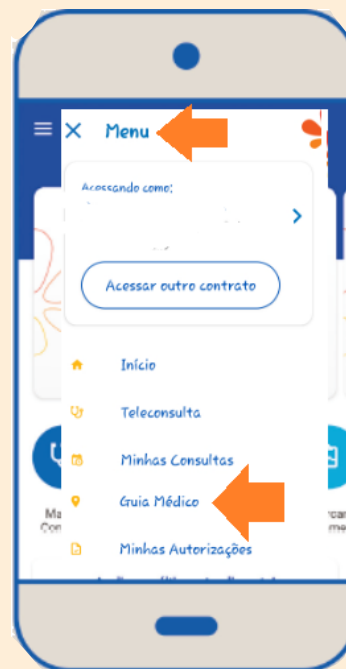 Menu
Acessando como:
Acessar outro contrato
Início
Teleconsulta
Minhas Consultas
Guia Médico
Minhas Autorizações